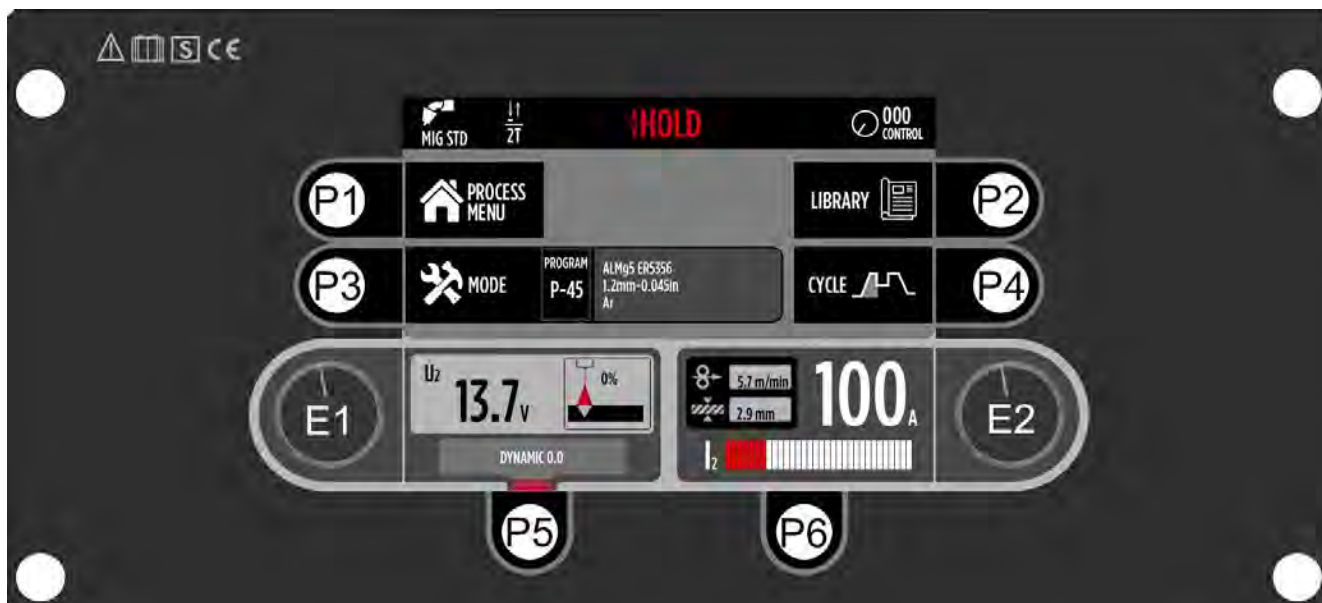 S CE
MIG STD
2T
HOLD
000
CONTROL
P1
PROCESS
MENU
LIBRARY
P2
P3
MODE
PROGRAM
P-45
ALMg5 ER5356
1.2mm-0.045in
Ar
CYCLE
P4
E1
U2
13.7V
0%
DYNAMIC 0.0
5.7 m/min
2.9 mm
100A
I2
E2
P5
P6